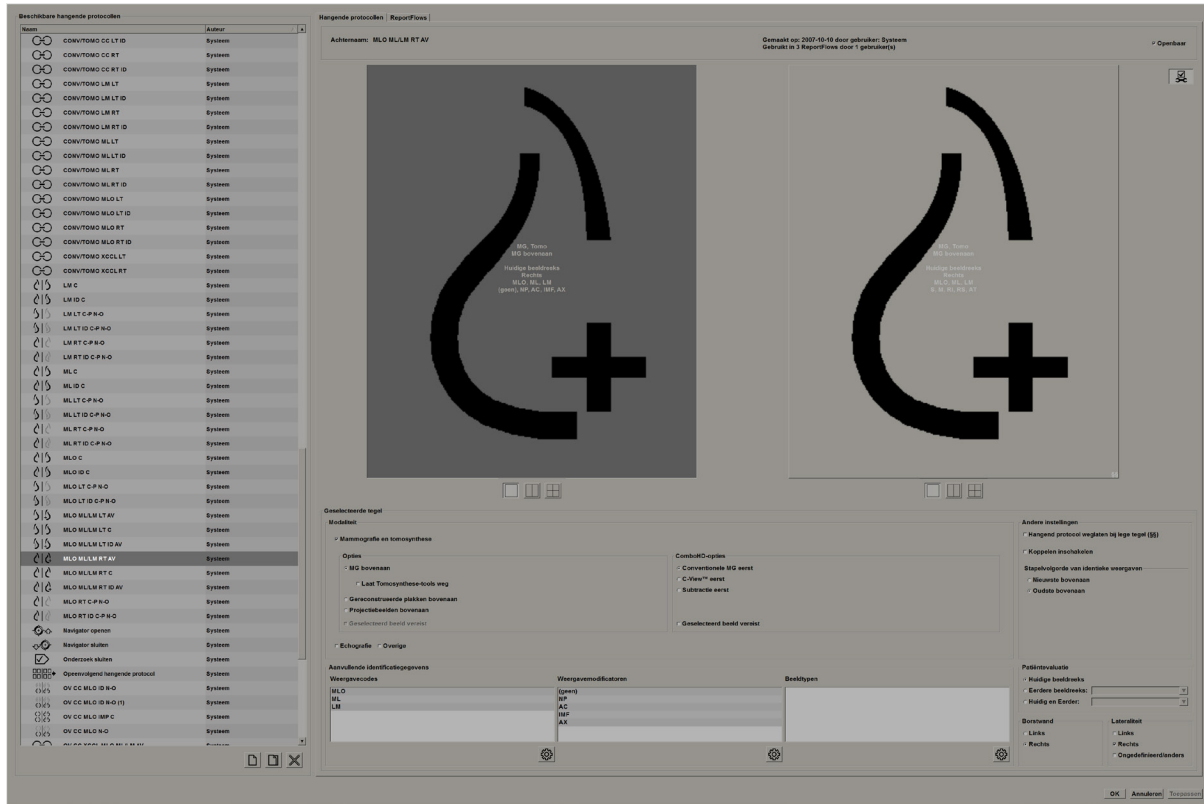 Beschikbare hangende protocollen
Naam Auteur
CONV/TOMO CC LT ID Systeem
CONV/TOMO CC RT Systeem
CONV/TOMO CC RT ID Systeem
CONV/TOMO LM LT Systeem
CONV/TOMO LM LT ID Systeem
CONV/TOMO LM RT Systeem
CONV/TOMO LM RT ID Systeem
CONV/TOMO ML LT Systeem
CONV/TOMO ML LT ID Systeem
CONV/TOMO ML RT Systeem
CONV/TOMO ML RT ID Systeem
CONV/TOMO MLO LT Systeem
CONV/TOMO MLO LT ID Systeem
CONV/TOMO MLO RT Systeem
CONV/TOMO MLO RT ID Systeem
CONV/TOMO XCCL LT Systeem
CONV/TOMO XCCL RT Systeem
LM C Systeem
LM ID C Systeem
LM LT C-P N-O Systeem
LM LT ID C-P N-O Systeem
LM RT C-P N-O Systeem
LM RT ID C-P N-O Systeem
ML C Systeem
ML ID C Systeem
ML LT C-P N-O Systeem
ML LT ID C-P N-O Systeem
ML RT C-P N-O Systeem
ML RT ID C-P N-O Systeem
MLO C Systeem
MLO ID C Systeem
MLO LT C-P N-O Systeem
MLO LT ID C-P N-O Systeem
MLO ML/LM LT AV Systeem
MLO ML/LM LT C Systeem
MLO ML/LM LT ID AV Systeem
MLO ML/LM RT AV Systeem
MLO ML/LM RT C Systeem
MLO ML/LM RT ID AV Systeem
MLO RT C-P N-O Systeem
MLO RT ID C-P N-O Systeem
Navigator openen Systeem
Navigator sluiten Systeem
Onderzoek sluiten Systeem
Opeenvolgend hangende protocol Systeem
OV CC MLO ID N-O Systeem
OV CC MLO ID N-O (1) Systeem
OV CC MLO IMP C Systeem
OV CC MLO N-O Systeem
Hangende protocollen ReportFlows
Achternaam: MLO ML/LM RT AV
Gemaakt op: 2007-10-10 door gebruiker: Systeem
Gebruikt in 3 ReportFlows door 1 gebruiker(s)
Openbaar
MG, Tomo
MG bovenaan
Huidige beeldreeks
Rechts
MLO, ML, LM
(geen), NP, AC, IMF, AX
MG, Tomo
MG bovenaan
Huidige beeldreeks
Rechts
MLO, ML, LM
§§
Geselecteerde tegel
Modaliteit
Mammografie en tomosynthese
Opties
MG bovenaan
Laat Tomosynthese-tools weg
Gereconstrueerde plakken bovenaan
Projectiebeelden bovenaan
Geselecteerd beeld vereist
ComboHD-opties
Conventionele MG eerst
C-View™ eerst
Subtractie eerst
Geselecteerd beeld vereist
Echografie Overige
Andere instellingen
Hangend protocol weglaten bij lege tegel (§§)
Koppelen inschakelen
Stapelvolgorde van identieke weergaven
Nieuwste bovenaan
Oudste bovenaan
Aanvullende identificatiegegevens
Weergavecodes
MLO
ML
LM
Weergavemodificatoren
(geen)
NP
AC
IMF
AX
Beeldtypen
Patiëntevaluatie
Huidige beeldreeks
Eerdere beeldreeks:
Huidig en Eerder:
Borstwand
Links
Rechts
Lateraliteit
Links
Rechts
Ongedefinieerd/anders
OK Annuleren Toepassen